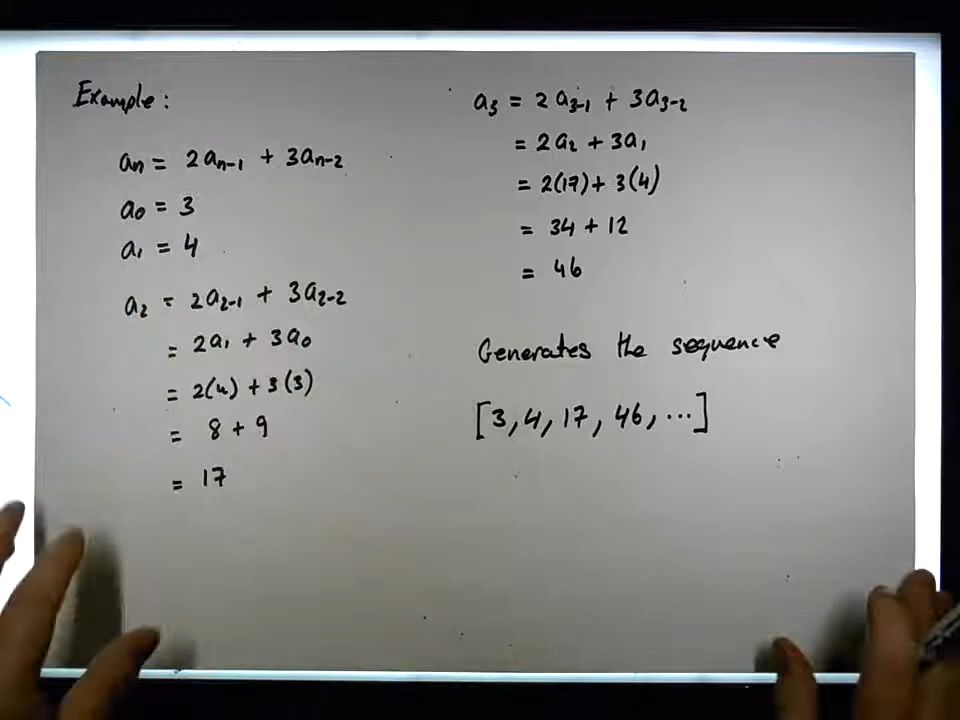 Example:
aₙ = 2aₙ₋₁ + 3aₙ₋₂
a₀ = 3
a₁ = 4
a₂ = 2a₂₋₁ + 3a₂₋₂
= 2a₁ + 3a₀
= 2(4) + 3(3)
= 8 + 9
= 17
a₃ = 2a₃₋₁ + 3a₃₋₂
= 2a₂ + 3a₁
= 2(17) + 3(4)
= 34 + 12
= 46
Generates the sequence
[3, 4, 17, 46, ...]